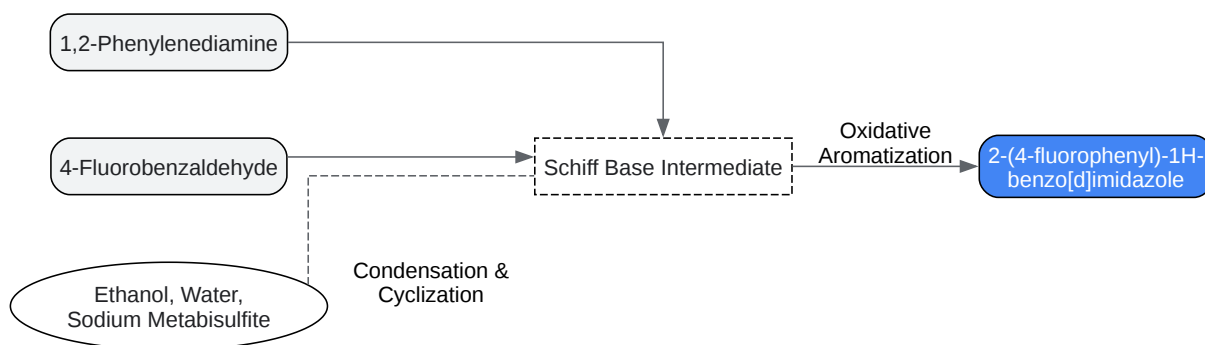 1,2-Phenylenediamine
4-Fluorobenzaldehyde
Ethanol, Water,
Sodium Metabisulfite
Condensation &
Cyclization
Schiff Base Intermediate
Oxidative
Aromatization
2-(4-fluorophenyl)-1H-
benzo[d]imidazole